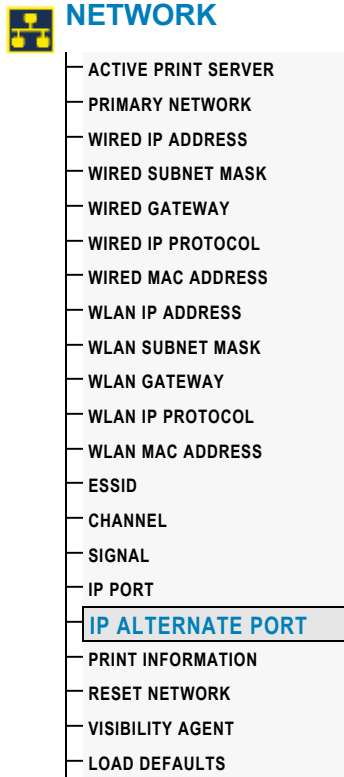 NETWORK
ACTIVE PRINT SERVER
PRIMARY NETWORK
WIRED IP ADDRESS
WIRED SUBNET MASK
WIRED GATEWAY
WIRED IP PROTOCOL
WIRED MAC ADDRESS
WLAN IP ADDRESS
WLAN SUBNET MASK
WLAN GATEWAY
WLAN IP PROTOCOL
WLAN MAC ADDRESS
ESSID
CHANNEL
SIGNAL
IP PORT
IP ALTERNATE PORT
PRINT INFORMATION
RESET NETWORK
VISIBILITY AGENT
LOAD DEFAULTS